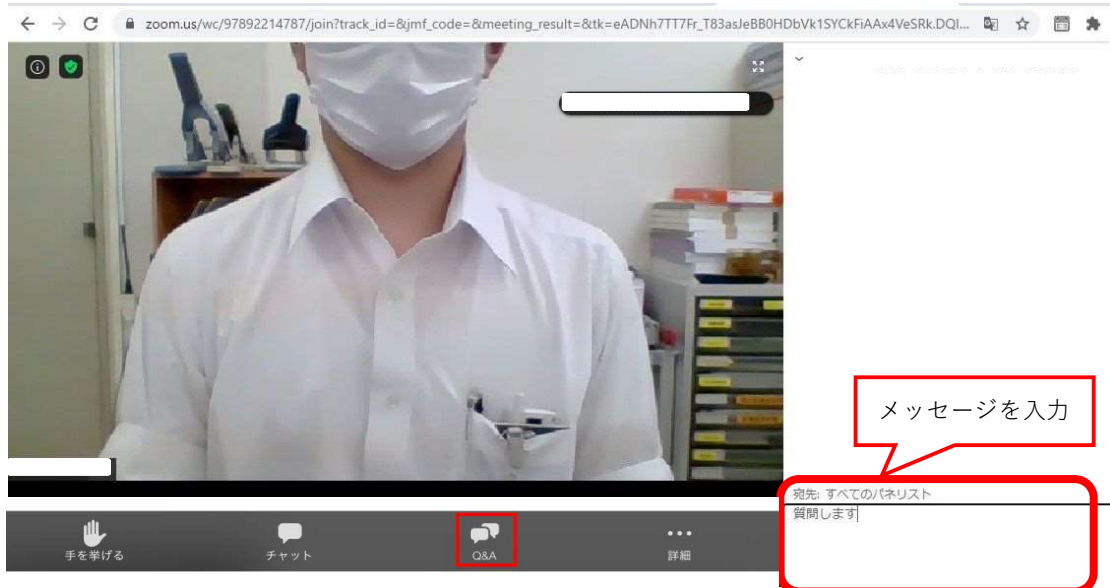 zoom.us/wc/97892214787/join?track_id=&jmf_code=&meeting_result=&tk=eADNh7TT7Fr_T83asJeBB0HDbVk1SYCkFiAAx4VeSRk.DQI...
メッセージを入力
宛先: すべてのパネリスト
質問します
手を挙げる
チャット
Q&A
詳細